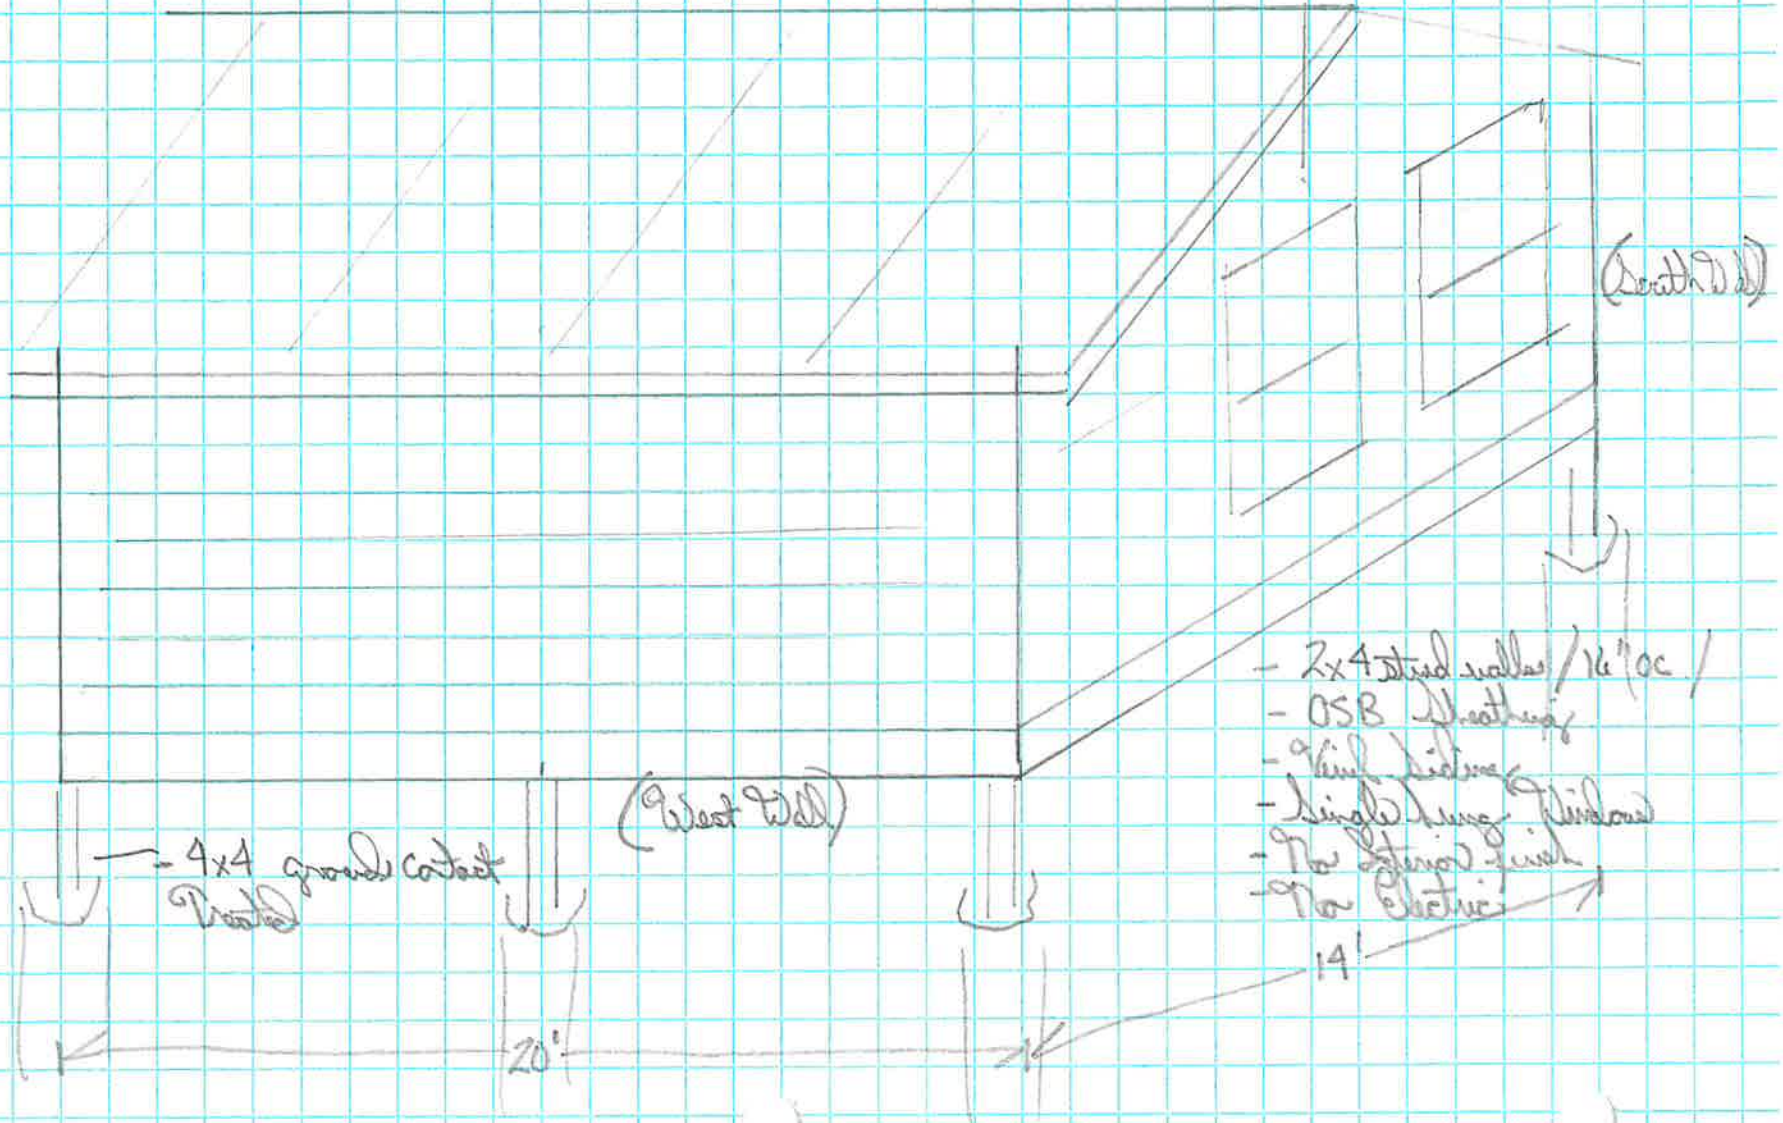 (South Wall)
- 2x4 stud walls / 16" oc /
- OSB Sheathing
- Vinyl Siding
- Single hung Windows
- No Interior finish
- No Electric
(West Wall)
- 4x4 ground contact
Treated
14'
20'